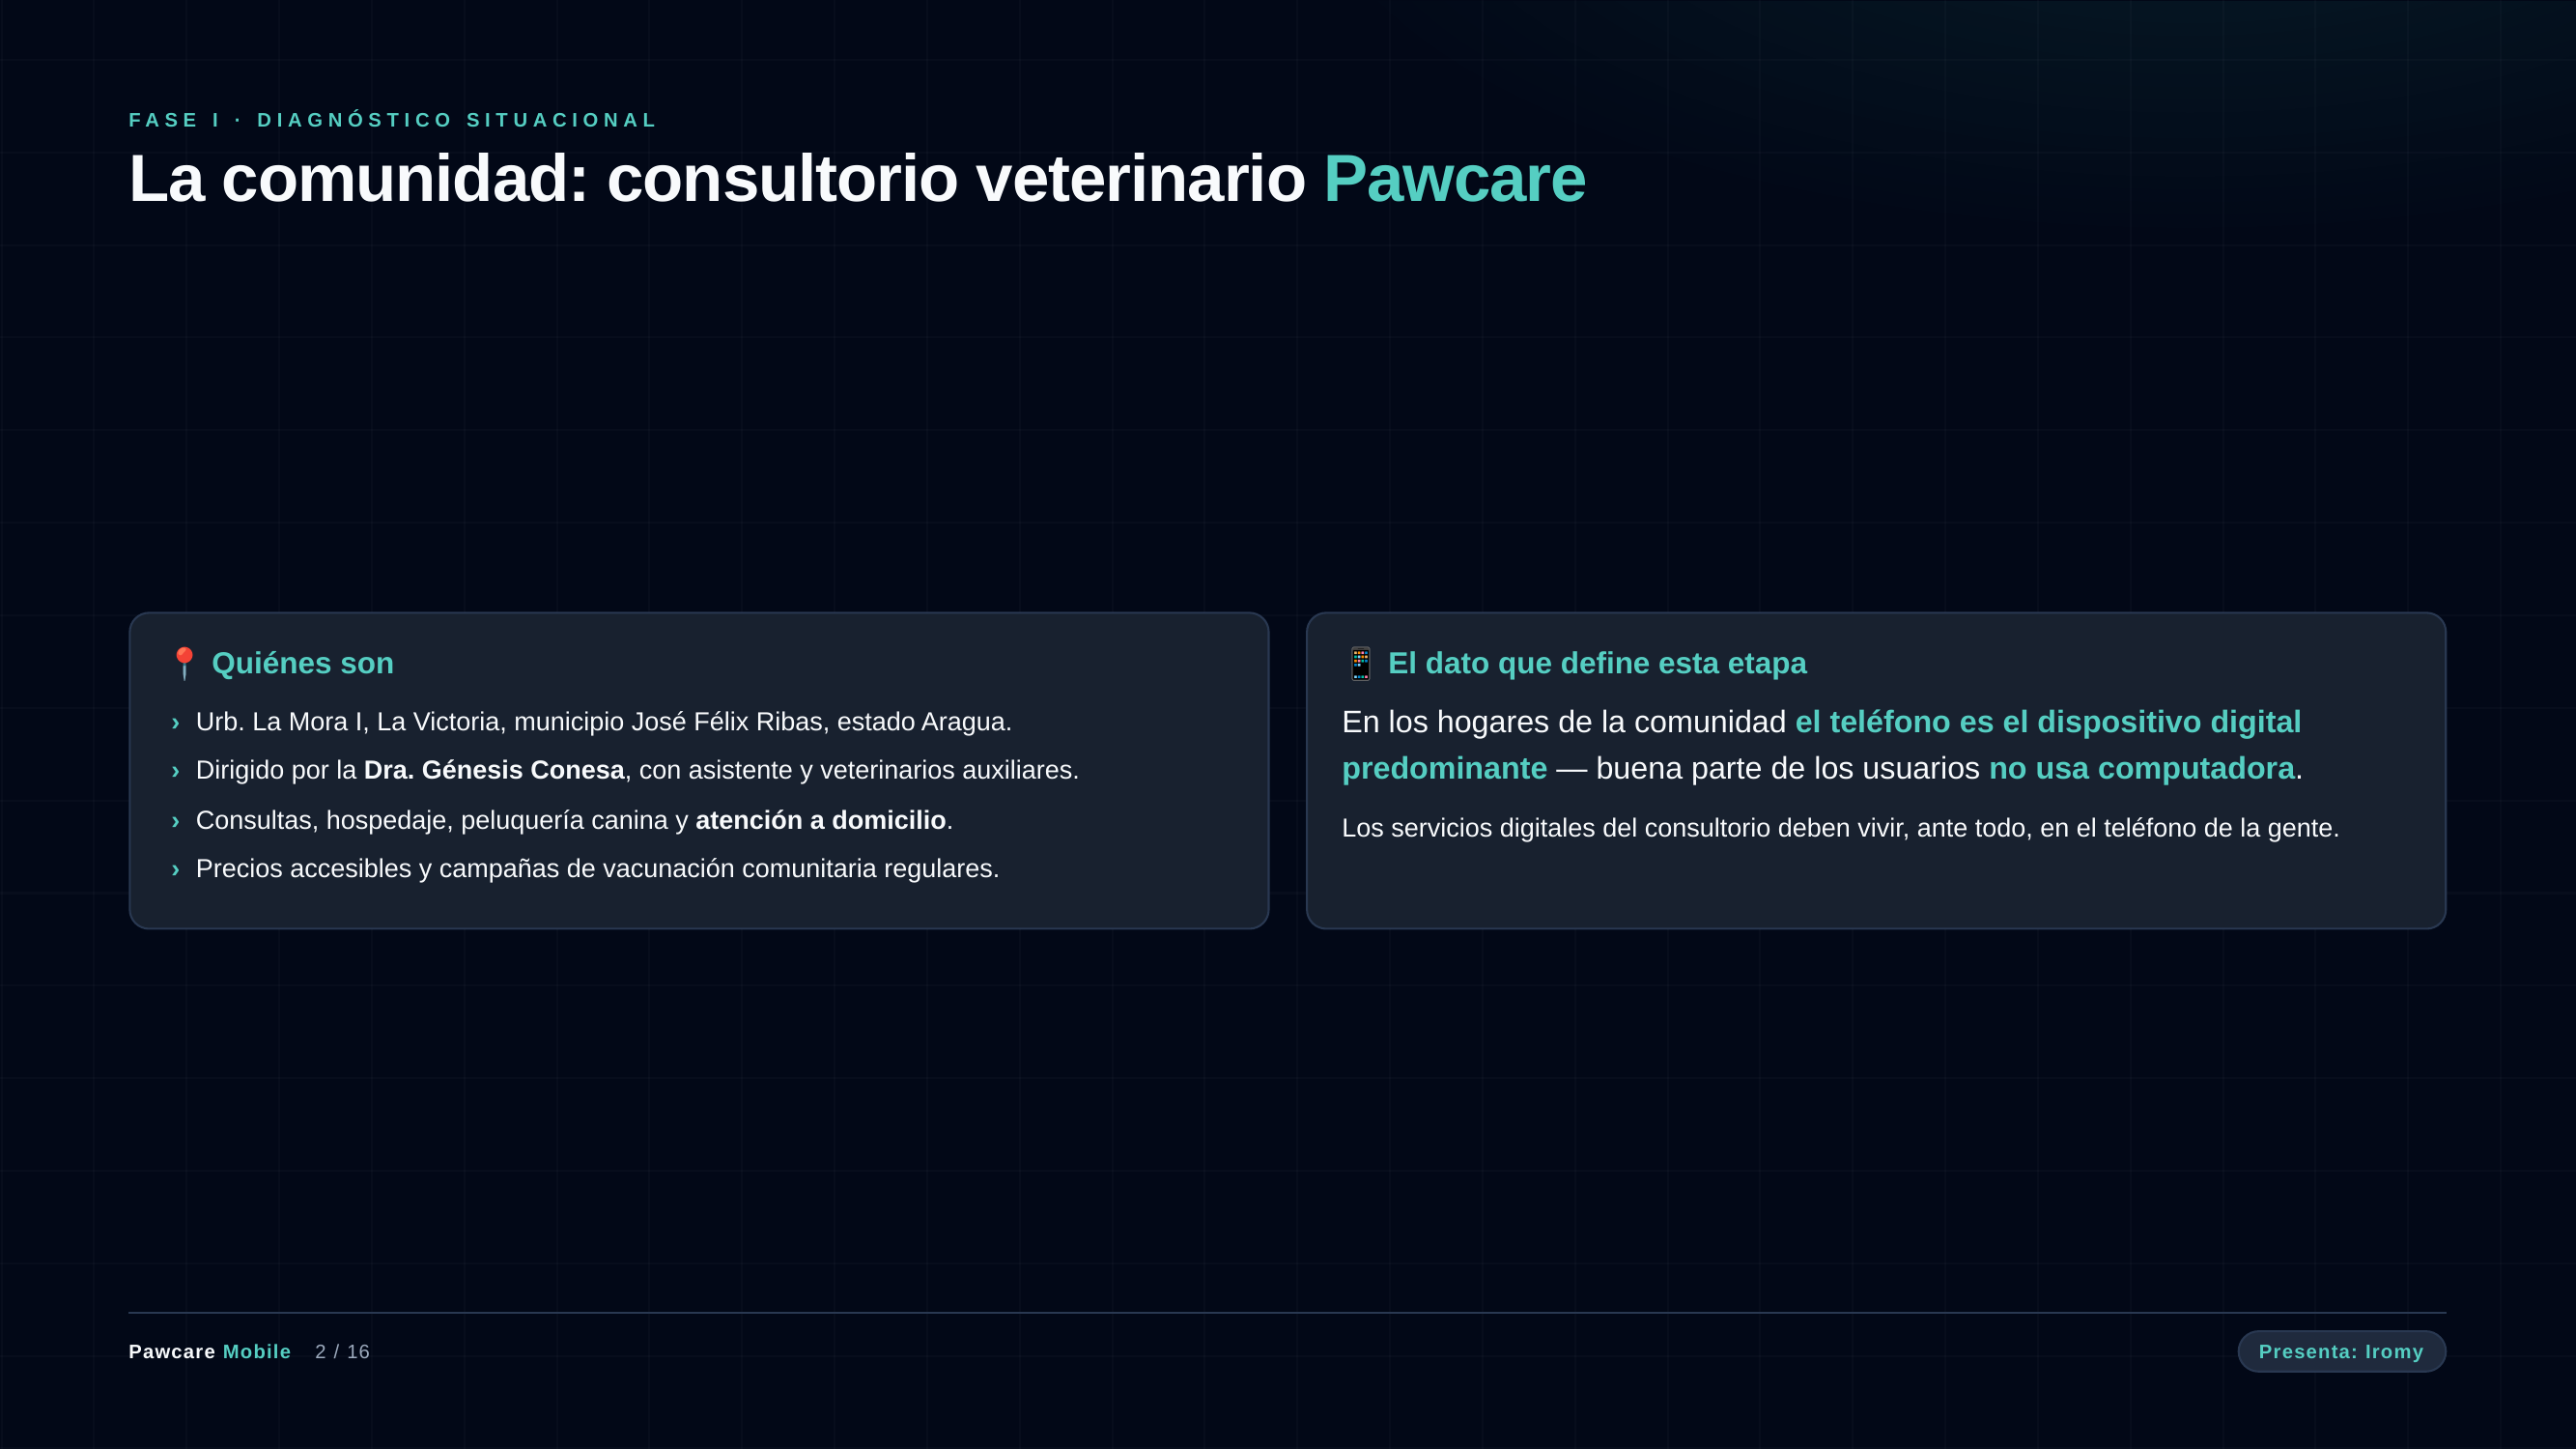 FASE I · DIAGNÓSTICO SITUACIONAL
La comunidad: consultorio veterinario Pawcare
📍 Quiénes son
› Urb. La Mora I, La Victoria, municipio José Félix Ribas, estado Aragua.
› Dirigido por la Dra. Génesis Conesa, con asistente y veterinarios auxiliares.
› Consultas, hospedaje, peluquería canina y atención a domicilio.
› Precios accesibles y campañas de vacunación comunitaria regulares.
📱 El dato que define esta etapa
En los hogares de la comunidad el teléfono es el dispositivo digital
predominante — buena parte de los usuarios no usa computadora.
Los servicios digitales del consultorio deben vivir, ante todo, en el teléfono de la gente.
Pawcare Mobile 2 / 16
Presenta: Iromy